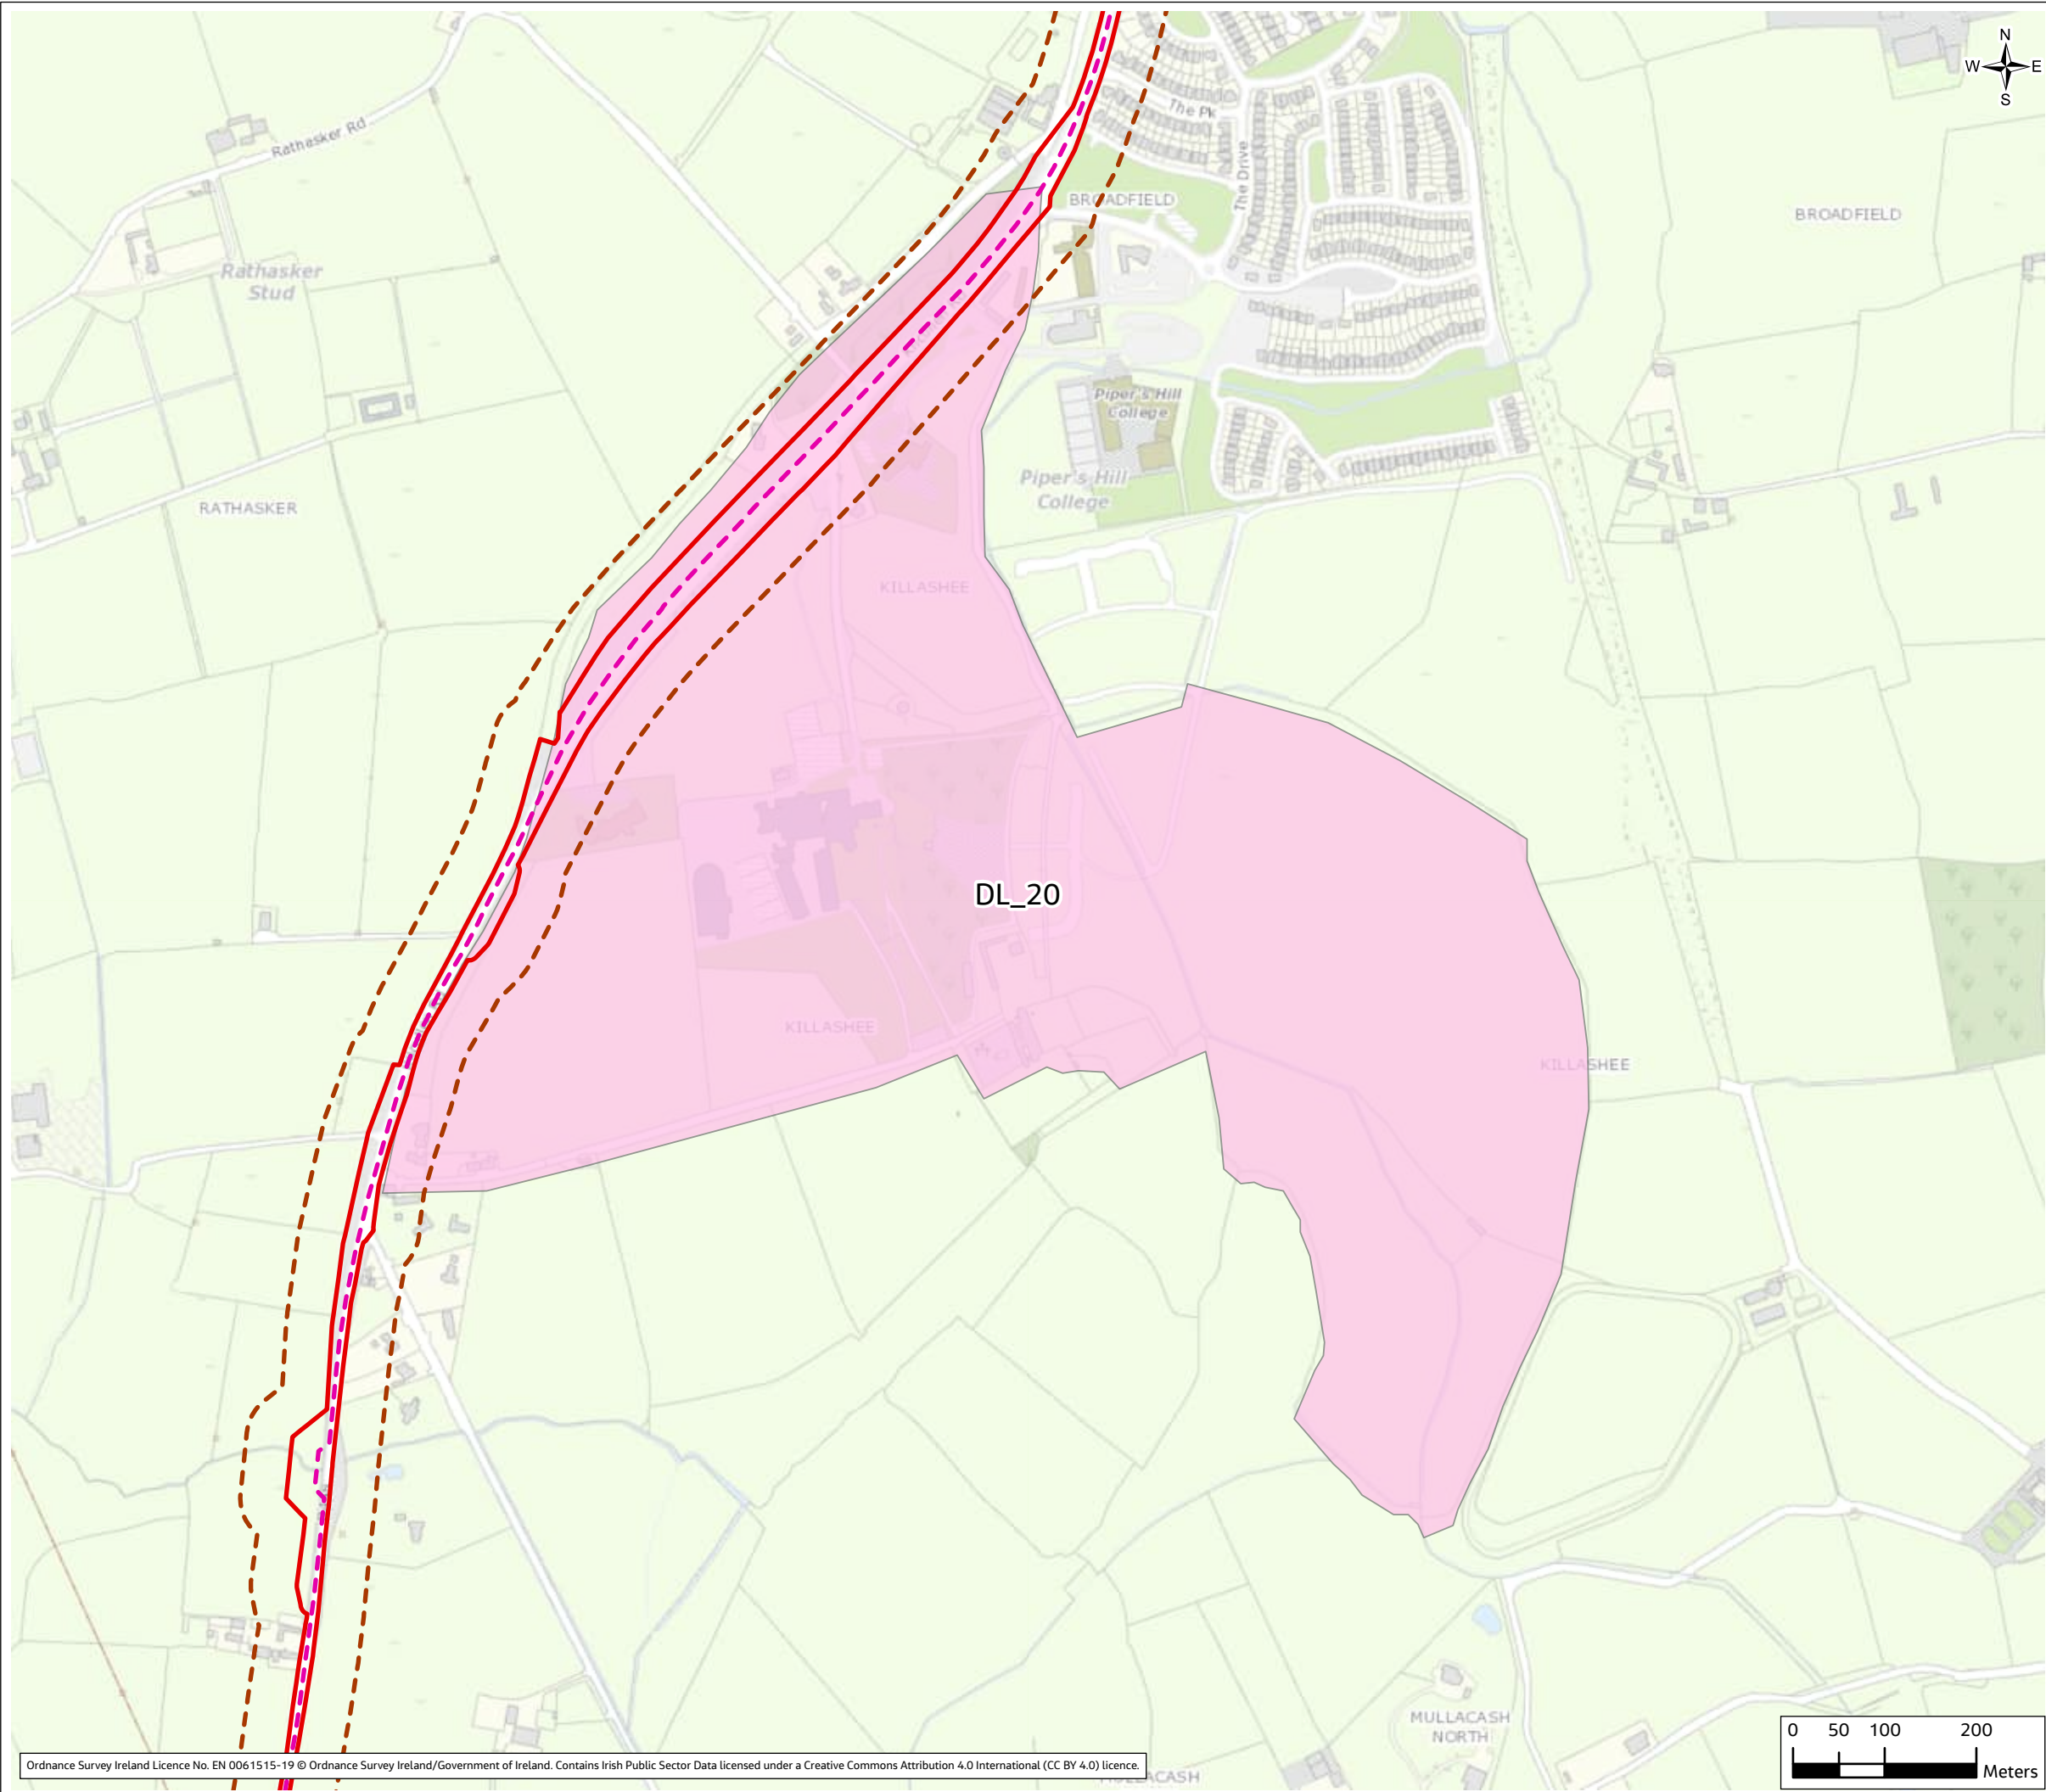 N
W E
S
The Pk
Rathasker Rd
The Drive
BROADFIELD
BROADFIELD
Rathasker
Stud
Piper's Hill
College
Piper's Hill
College
RATHASKER
KILLASHEE
DL_20
KILLASHEE
KILLASHEE
MULLACASH
NORTH
0 50 100 200
Meters
Ordnance Survey Ireland Licence No. EN 0061515-19 © Ordnance Survey Ireland/Government of Ireland. Contains Irish Public Sector Data licensed under a Creative Commons Attribution 4.0 International (CC BY 4.0) licence.